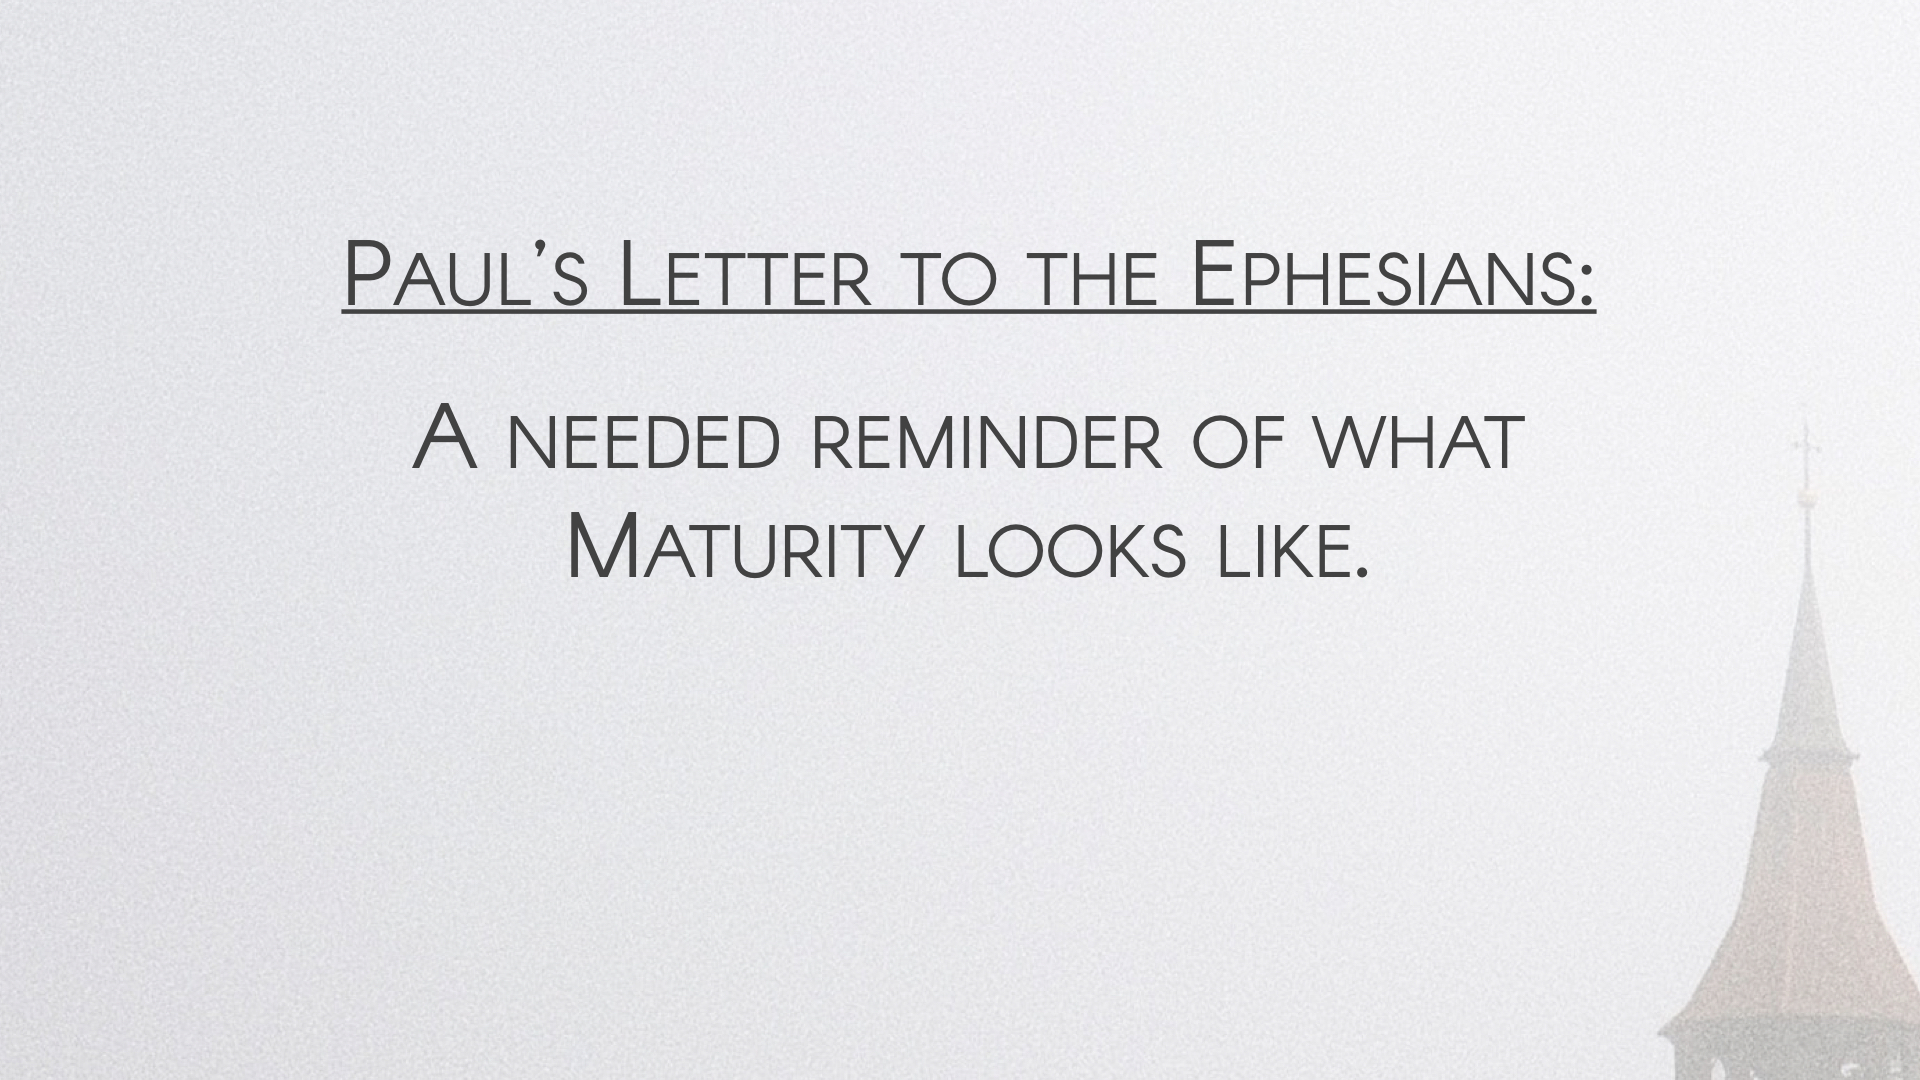 Paul’s Letter to the Ephesians:
A needed reminder of what
Maturity looks like.